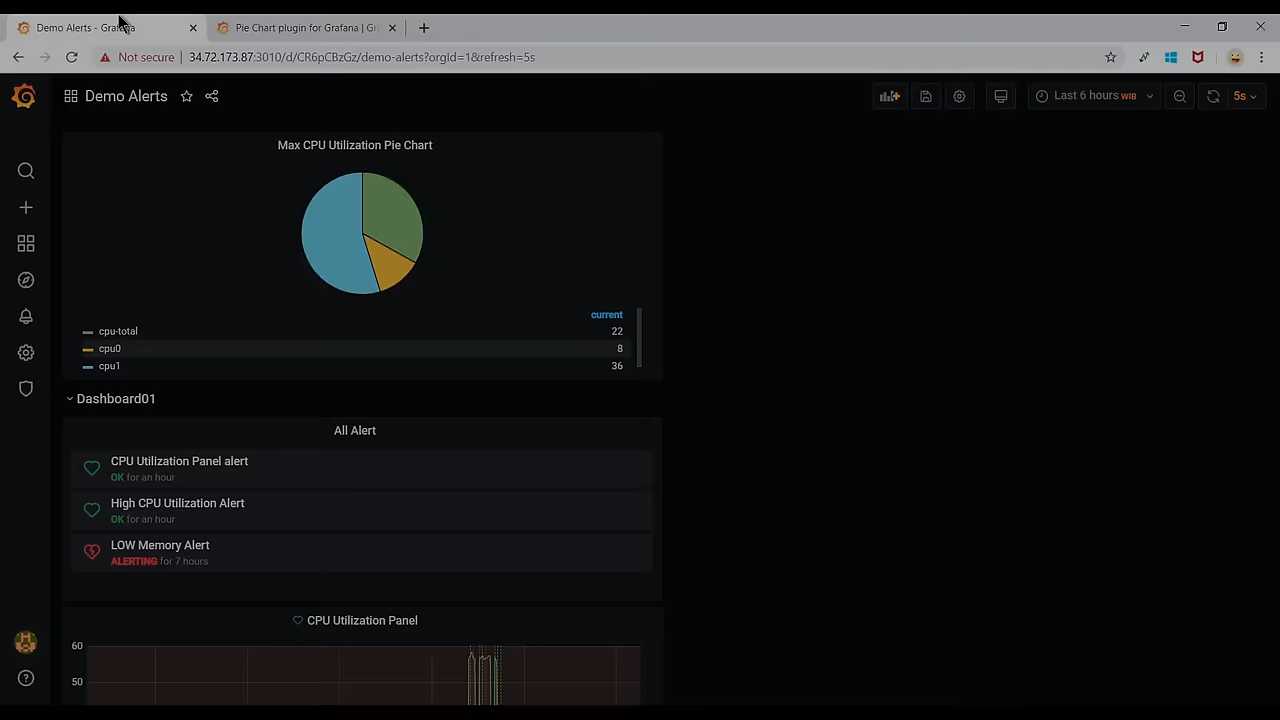 Demo Alerts - Grafana
Pie Chart plugin for Grafana | Gr
Not secure | 34.72.173.87:3010/d/CR6pCBzGz/demo-alerts?orgId=1&refresh=5s
Demo Alerts
Last 6 hours WIB
5s
Max CPU Utilization Pie Chart
current
cpu-total 22
cpu0 8
cpu1 36
Dashboard01
All Alert
CPU Utilization Panel alert
OK for an hour
High CPU Utilization Alert
OK for an hour
LOW Memory Alert
ALERTING for 7 hours
CPU Utilization Panel
60
50